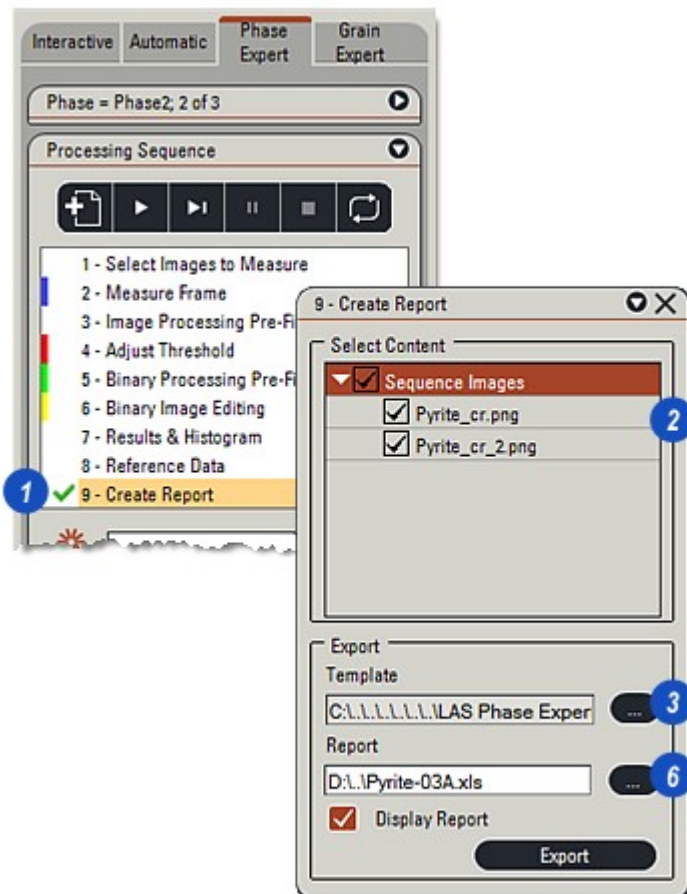 Interactive Automatic Phase Expert Grain Expert
Phase = Phase2; 2 of 3
Processing Sequence
1 - Select Images to Measure
2 - Measure Frame
3 - Image Processing Pre-Fi
4 - Adjust Threshold
5 - Binary Processing Pre-Fi
6 - Binary Image Editing
7 - Results & Histogram
8 - Reference Data
1
9 - Create Report
9 - Create Report
Select Content
Sequence Images
Pyrite_cr.png
2
Pyrite_cr_2.png
Export
Template
C:\..\..\..\..\..\..\LAS Phase Exper
...
3
Report
D:\..\Pyrite-03A.xls
...
6
Display Report
Export